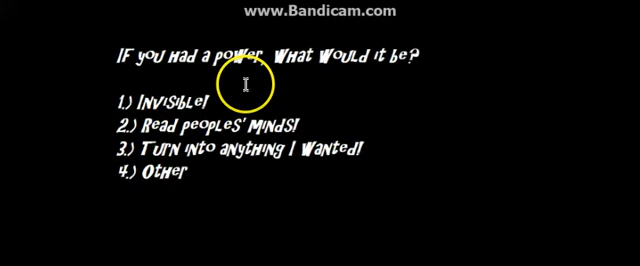 www.Bandicam.com
If you had a power, What Would it be?
1.) Invisible!
2.) Read peoples' Minds!
3.) Turn into anything I Wanted!
4.) Other